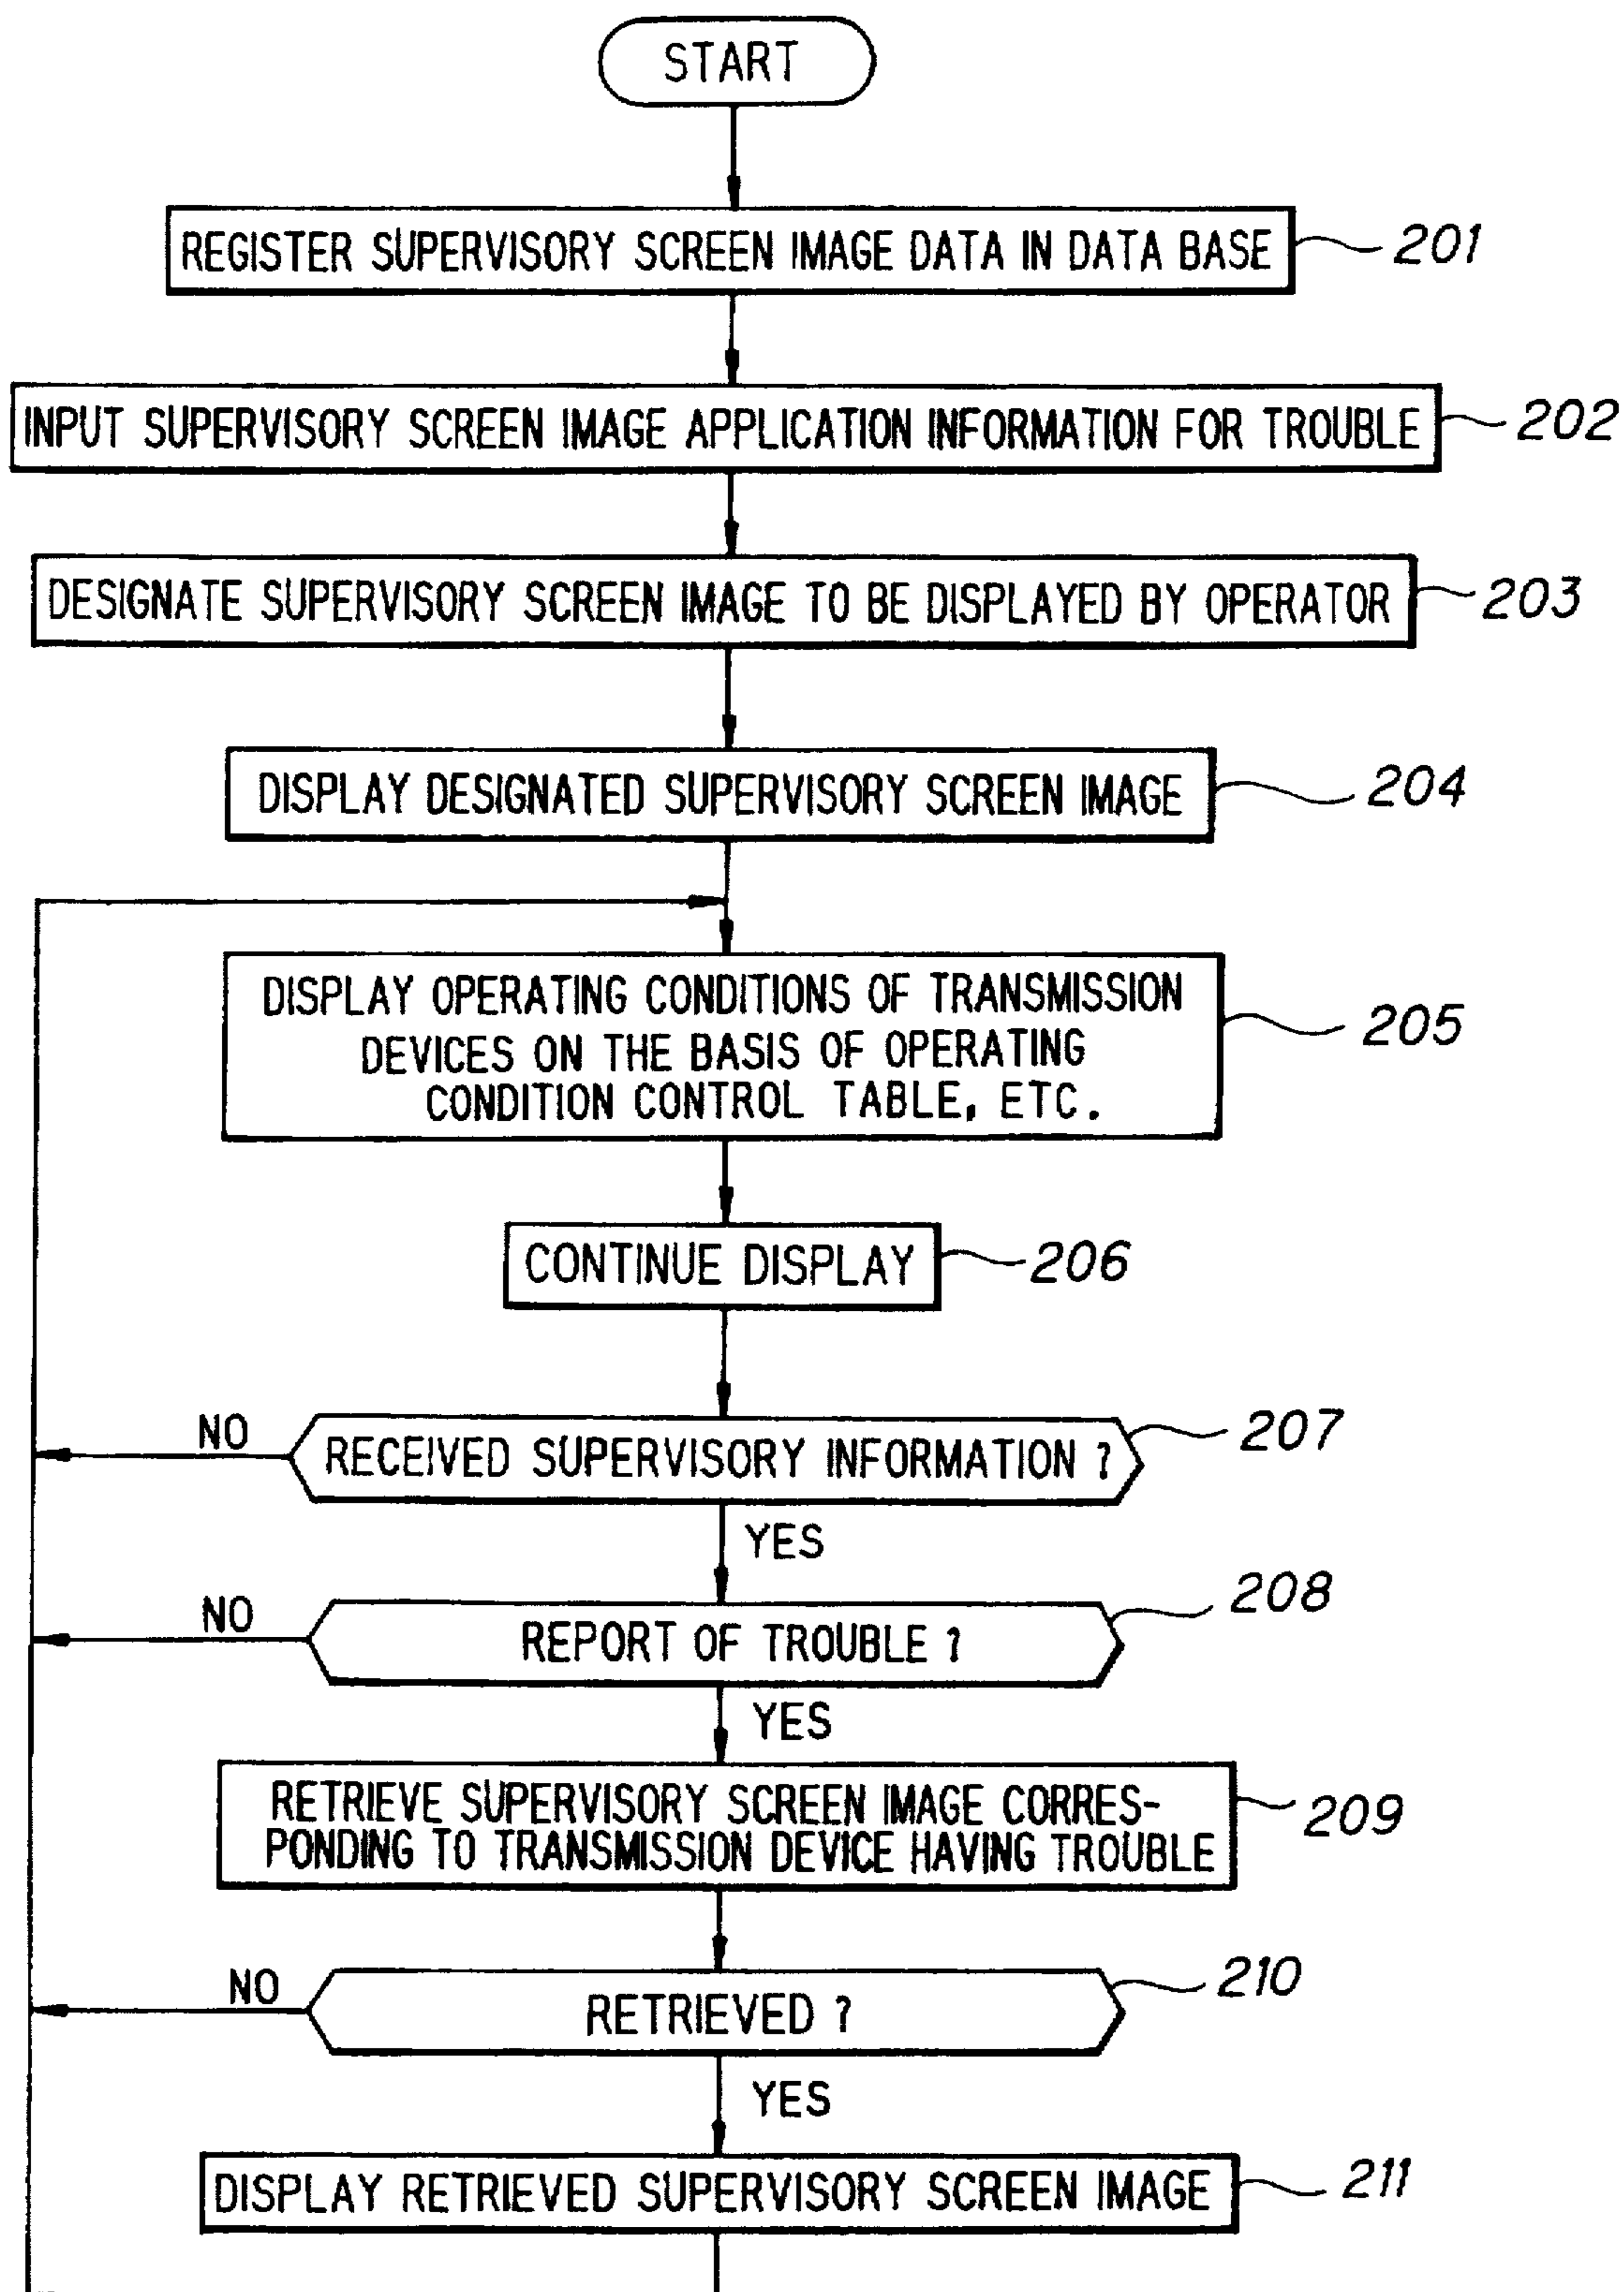 START
REGISTER SUPERVISORY SCREEN IMAGE DATA IN DATA BASE
201
INPUT SUPERVISORY SCREEN IMAGE APPLICATION INFORMATION FOR TROUBLE
202
DESIGNATE SUPERVISORY SCREEN IMAGE TO BE DISPLAYED BY OPERATOR
203
DISPLAY DESIGNATED SUPERVISORY SCREEN IMAGE
204
DISPLAY OPERATING CONDITIONS OF TRANSMISSION
DEVICES ON THE BASIS OF OPERATING
CONDITION CONTROL TABLE, ETC.
205
CONTINUE DISPLAY
206
NO
RECEIVED SUPERVISORY INFORMATION ?
207
YES
NO
REPORT OF TROUBLE ?
208
YES
RETRIEVE SUPERVISORY SCREEN IMAGE CORRES-
PONDING TO TRANSMISSION DEVICE HAVING TROUBLE
209
NO
RETRIEVED ?
210
YES
DISPLAY RETRIEVED SUPERVISORY SCREEN IMAGE
211